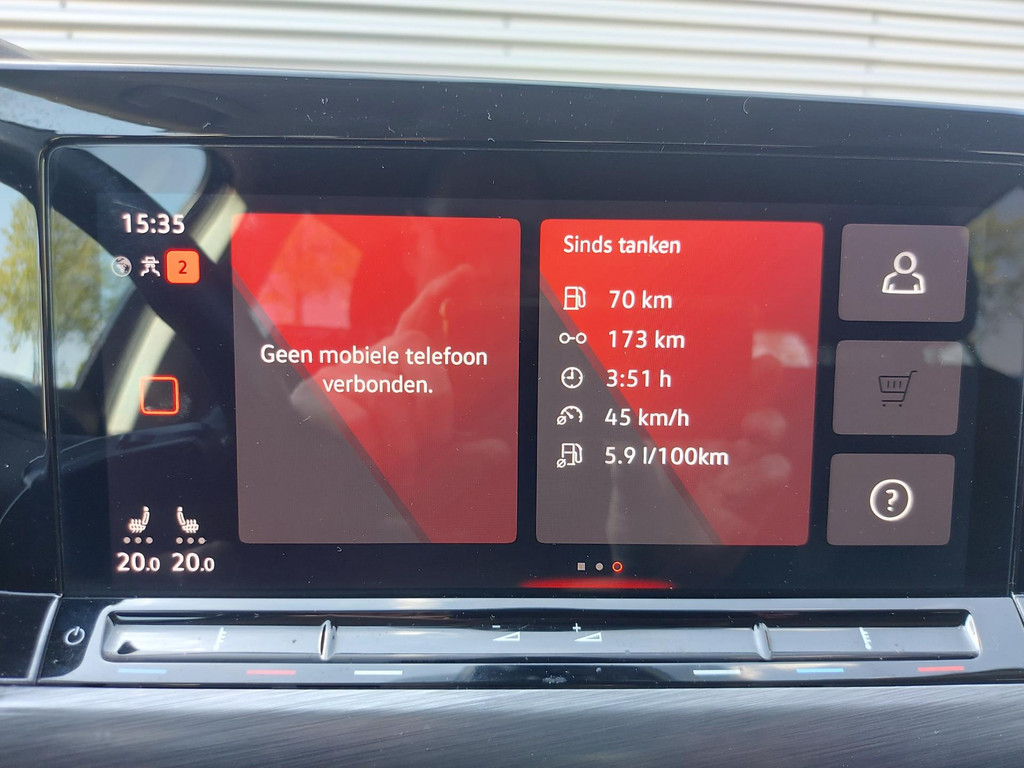 15:35
2
Geen mobiele telefoon
verbonden.
Sinds tanken
70 km
173 km
3:51 h
45 km/h
5.9 l/100km
?
20.0 20.0
- +